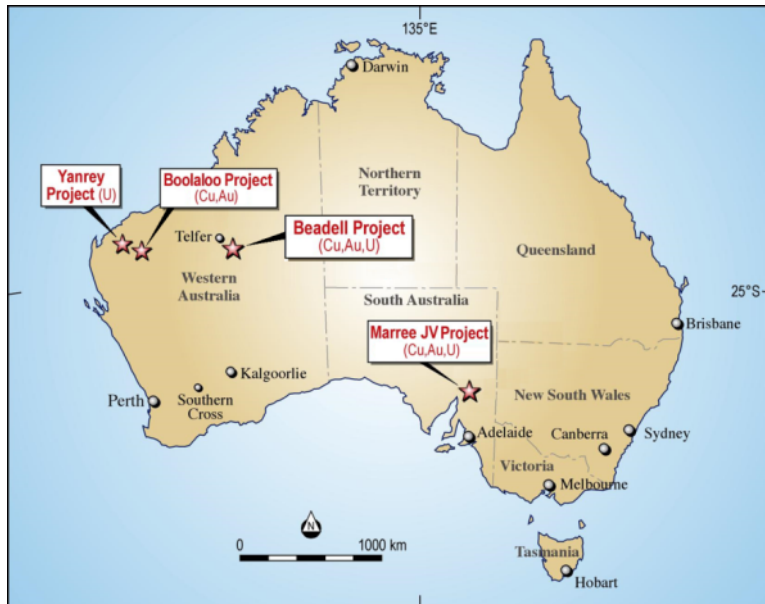 135°E
Darwin
Northern
Territory
Yanrey
Project (U)
Boolaloo Project
(Cu,Au)
Beadell Project
(Cu,Au,U)
Telfer
Queensland
Western
Australia
South Australia
25°S
Marree JV Project
(Cu,Au,U)
Brisbane
Kalgoorlie
Perth
Southern
Cross
New South Wales
Adelaide
Canberra
Sydney
Victoria
Melbourne
N
0 1000 km
Tasmania
Hobart